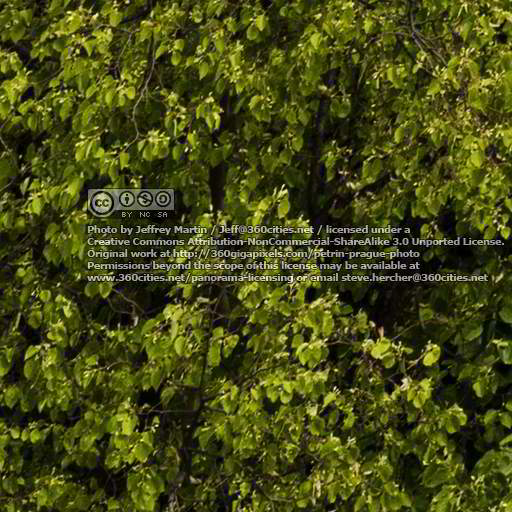 cc
BY NC SA
Photo by Jeffrey Martin / Jeff@360cities.net / licensed under a
Creative Commons Attribution-NonCommercial-ShareAlike 3.0 Unported License.
Original work at http://360gigapixels.com/petrin-prague-photo
Permissions beyond the scope of this license may be available at
www.360cities.net/panorama-licensing or email steve.hercher@360cities.net